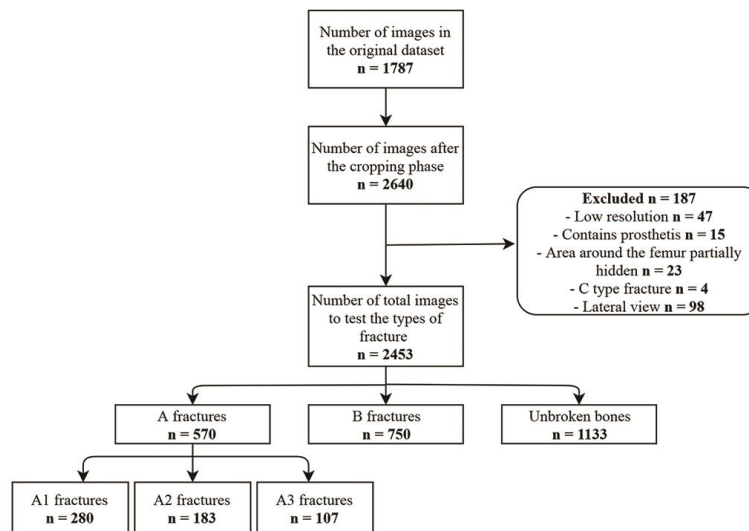 Number of images in
the original dataset
n = 1787
Number of images after
the cropping phase
n = 2640
Excluded n = 187
- Low resolution n = 47
- Contains prosthetis n = 15
- Area around the femur partially
hidden n = 23
- C type fracture n = 4
- Lateral view n = 98
Number of total images
to test the types of
fracture
n = 2453
A fractures
n = 570
B fractures
n = 750
Unbroken bones
n = 1133
A1 fractures
n = 280
A2 fractures
n = 183
A3 fractures
n = 107